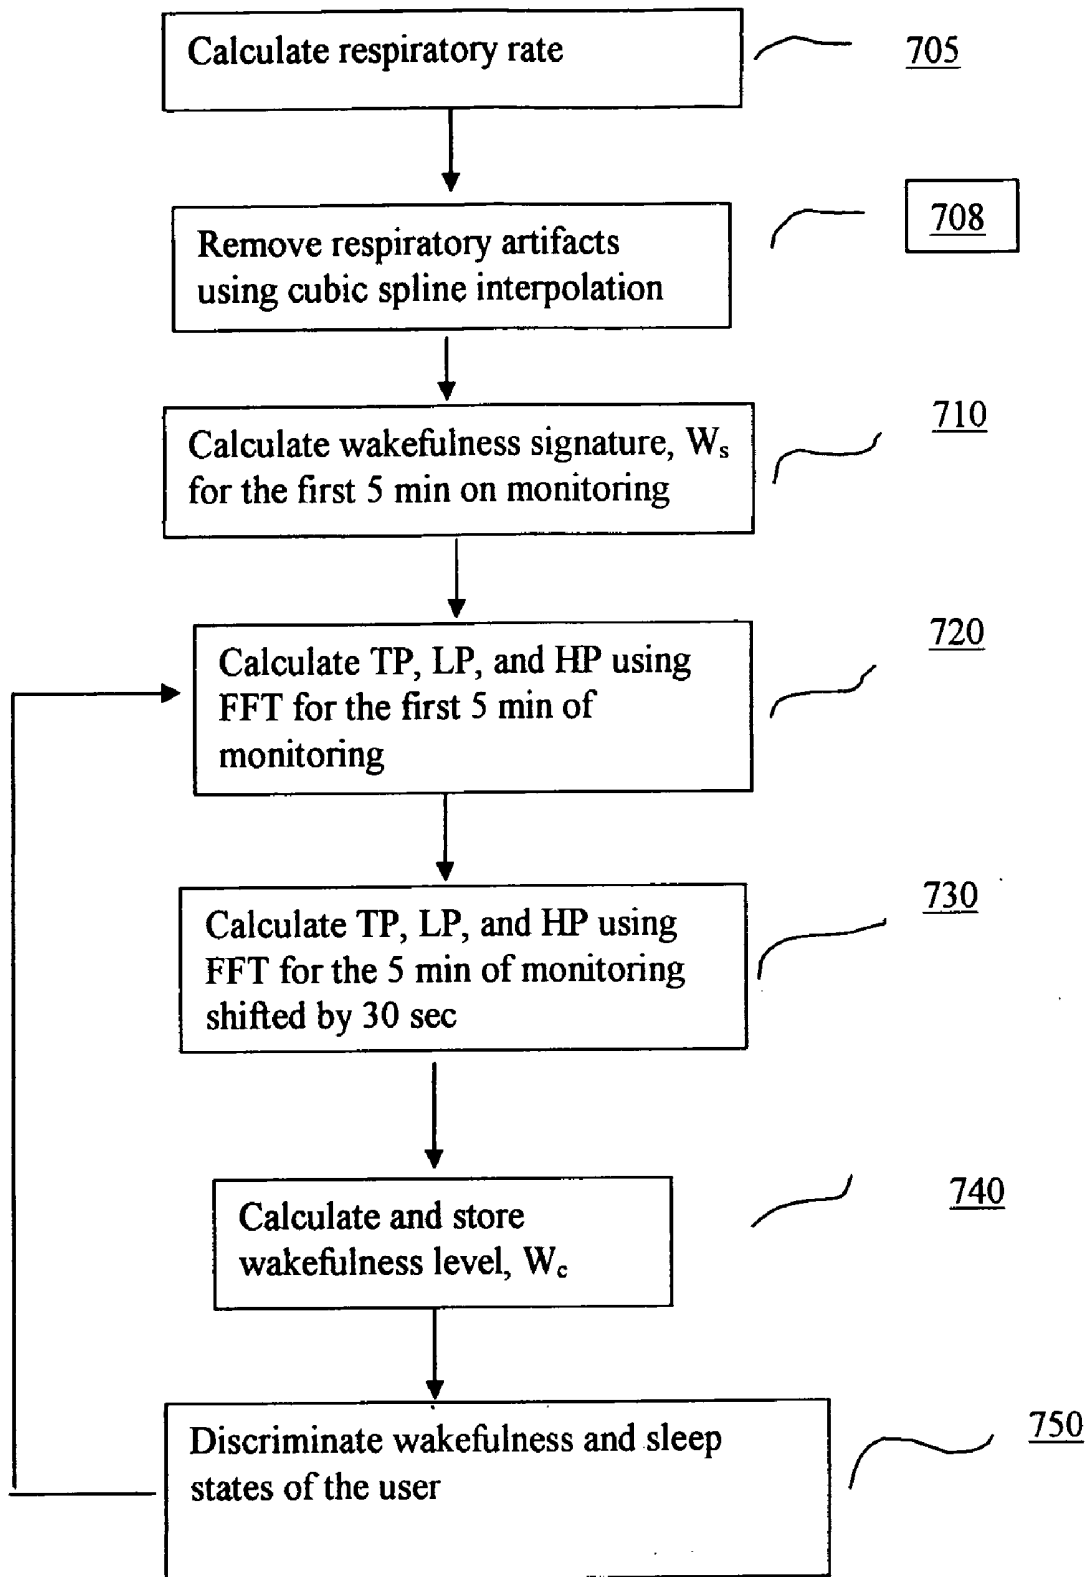 Calculate respiratory rate
705
Remove respiratory artifacts
using cubic spline interpolation
708
Calculate wakefulness signature, Ws
for the first 5 min on monitoring
710
Calculate TP, LP, and HP using
FFT for the first 5 min of
monitoring
720
Calculate TP, LP, and HP using
FFT for the 5 min of monitoring
shifted by 30 sec
730
Calculate and store
wakefulness level, Wc
740
Discriminate wakefulness and sleep
states of the user
750